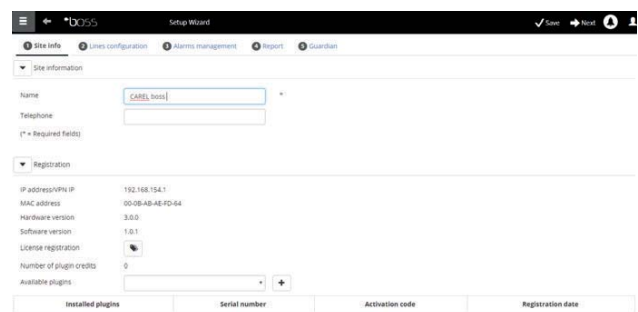 boss Setup Wizard Save Next
1 Site info 2 Lines configuration 3 Alarms management 4 Report 5 Guardian
Site information
Name CAREL boss *
Telephone
(* = Required fields)
Registration
IP address/VPN IP 192.168.154.1
MAC address 00-0B-AB-AE-FD-64
Hardware version 3.0.0
Software version 1.0.1
License registration
Number of plugin credits 0
Available plugins
Installed plugins Serial number Activation code Registration date